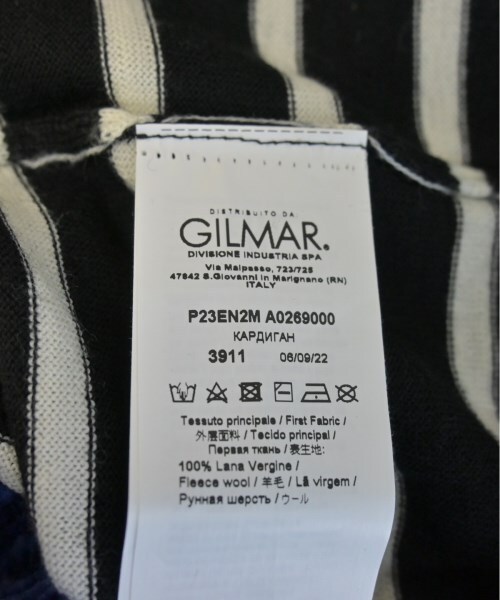 DISTRIBUITO DA
GILMAR®
DIVISIONE INDUSTRIA SPA
Via Malpasso, 723/725
47842 S.Giovanni in Marignano (RN)
ITALY
P23EN2M A0269000
КАРДИГАН
3911 06/09/22
Tessuto principale / First Fabric /
外层面料 / Tecido principal /
Первая ткань / 表生地:
100% Lana Vergine /
Fleece wool / 羊毛 / Lã virgem /
Рунная шерсть / ウール